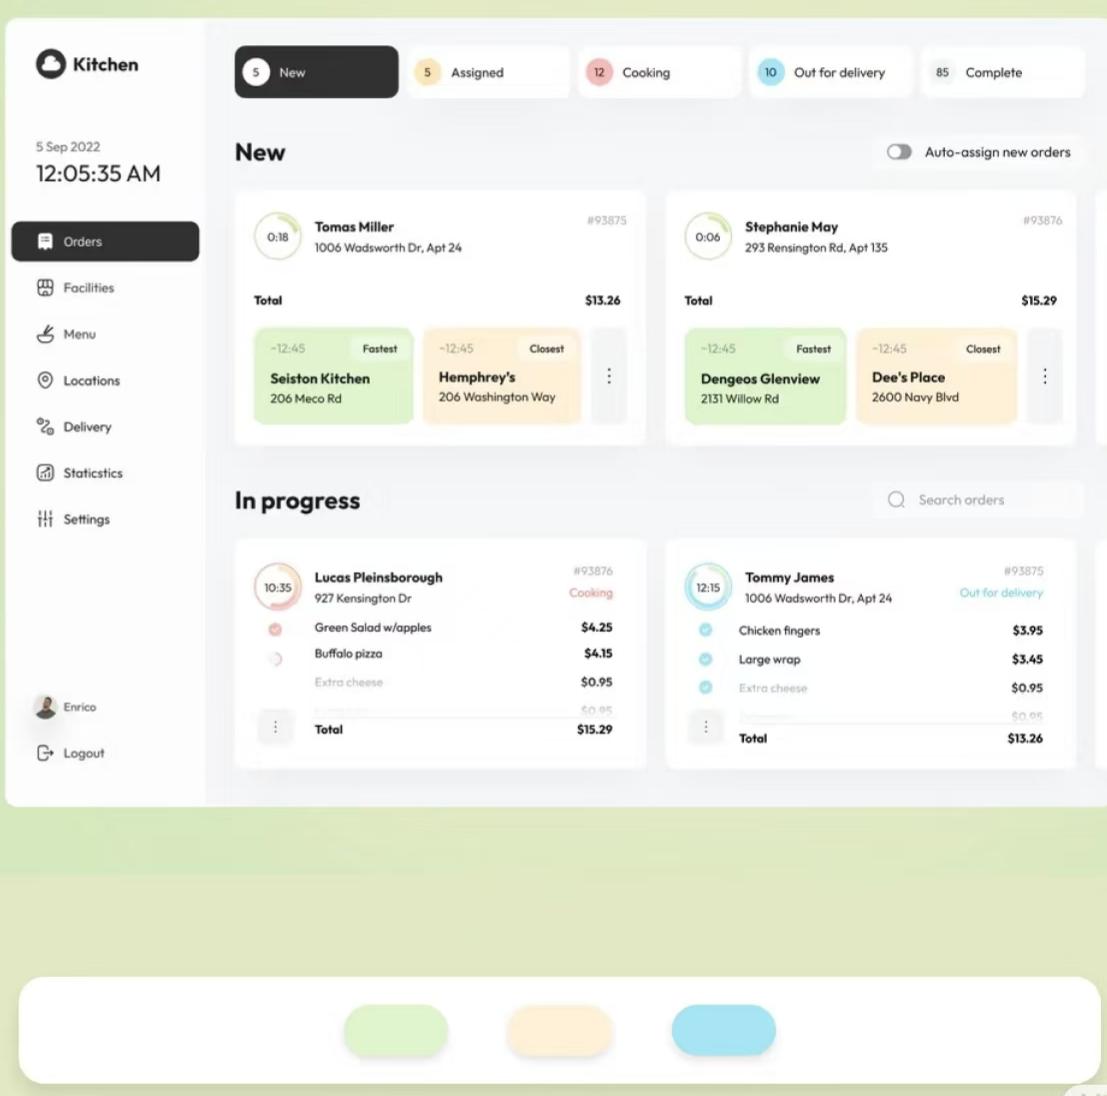 Kitchen
5 New
5 Assigned
12 Cooking
10 Out for delivery
85 Complete
5 Sep 2022
12:05:35 AM
Orders
Facilities
Menu
Locations
Delivery
Staticstics
Settings
Enrico
Logout
New
Auto-assign new orders
0:18
Tomas Miller
#93875
1006 Wadsworth Dr, Apt 24
Total $13.26
~12:45 Fastest
Seiston Kitchen
206 Meco Rd
~12:45 Closest
Hemphrey's
206 Washington Way
0:06
Stephanie May
#93876
293 Rensington Rd, Apt 135
Total $15.29
~12:45 Fastest
Dengeos Glenview
2131 Willow Rd
~12:45 Closest
Dee's Place
2600 Navy Blvd
In progress
Search orders
10:35
Lucas Pleinsborough
#93876
927 Kensington Dr
Cooking
Green Salad w/apples $4.25
Buffalo pizza $4.15
Extra cheese $0.95
$0.95
Total $15.29
12:15
Tommy James
#93875
1006 Wadsworth Dr, Apt 24
Out for delivery
Chicken fingers $3.95
Large wrap $3.45
Extra cheese $0.95
$0.95
Total $13.26